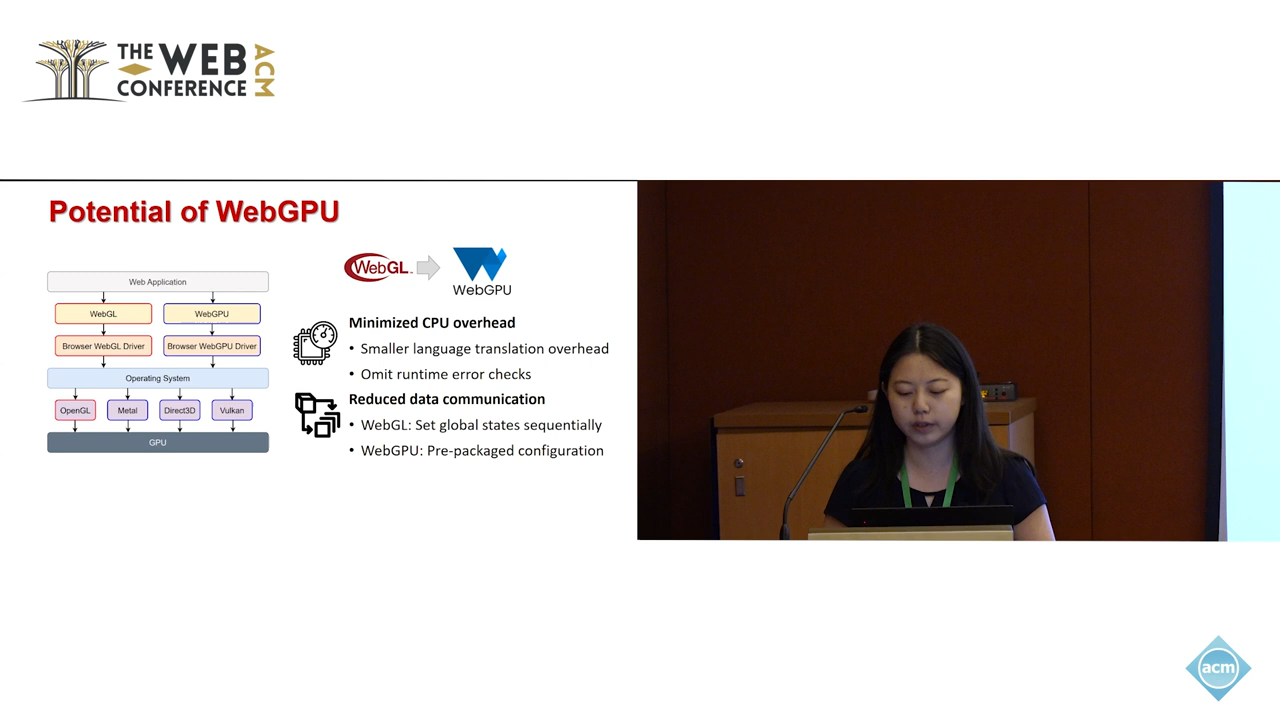 THE WEB
CONFERENCE
ACM
Potential of WebGPU
WebGL™
WebGPU
Web Application
WebGL
WebGPU
Browser WebGL Driver
Browser WebGPU Driver
Operating System
OpenGL
Metal
Direct3D
Vulkan
GPU
Minimized CPU overhead
• Smaller language translation overhead
• Omit runtime error checks
Reduced data communication
• WebGL: Set global states sequentially
• WebGPU: Pre-packaged configuration
acm